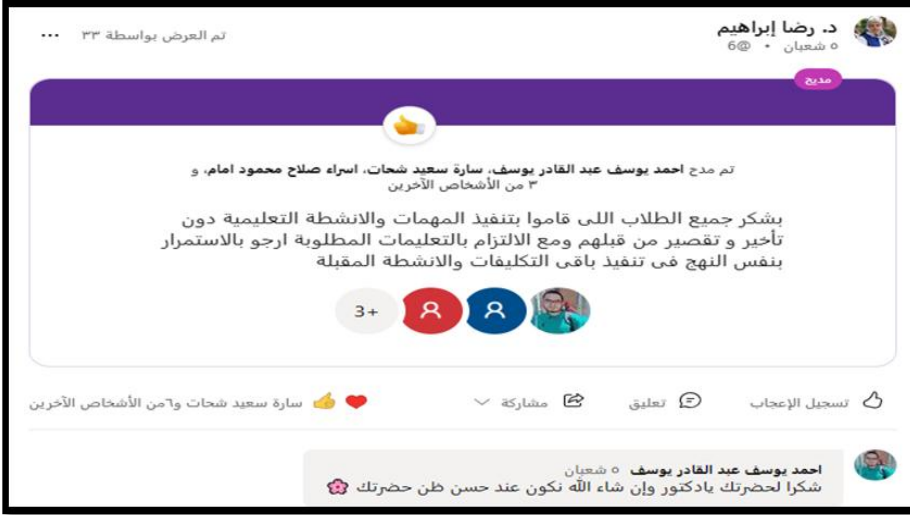 د. رضا إبراهيم
٥ شعبان • @6
تم العرض بواسطة ٣٣
مديح
تم مدح احمد يوسف عبد القادر يوسف، سارة سعيد شحات، اسراء صلاح محمود امام، و
٣ من الأشخاص الآخرين
بشكر جميع الطلاب اللى قاموا بتنفيذ المهمات والانشطة التعليمية دون
تأخير و تقصير من قبلهم ومع الالتزام بالتعليمات المطلوبة ارجو بالاستمرار
بنفس النهج فى تنفيذ باقى التكليفات والانشطة المقبلة
3+
تسجيل الإعجاب
تعليق
مشاركة
سارة سعيد شحات و٦من الأشخاص الآخرين
احمد يوسف عبد القادر يوسف ٥ شعبان
شكرا لحضرتك يادكتور وإن شاء الله نكون عند حسن ظن حضرتك 🌸